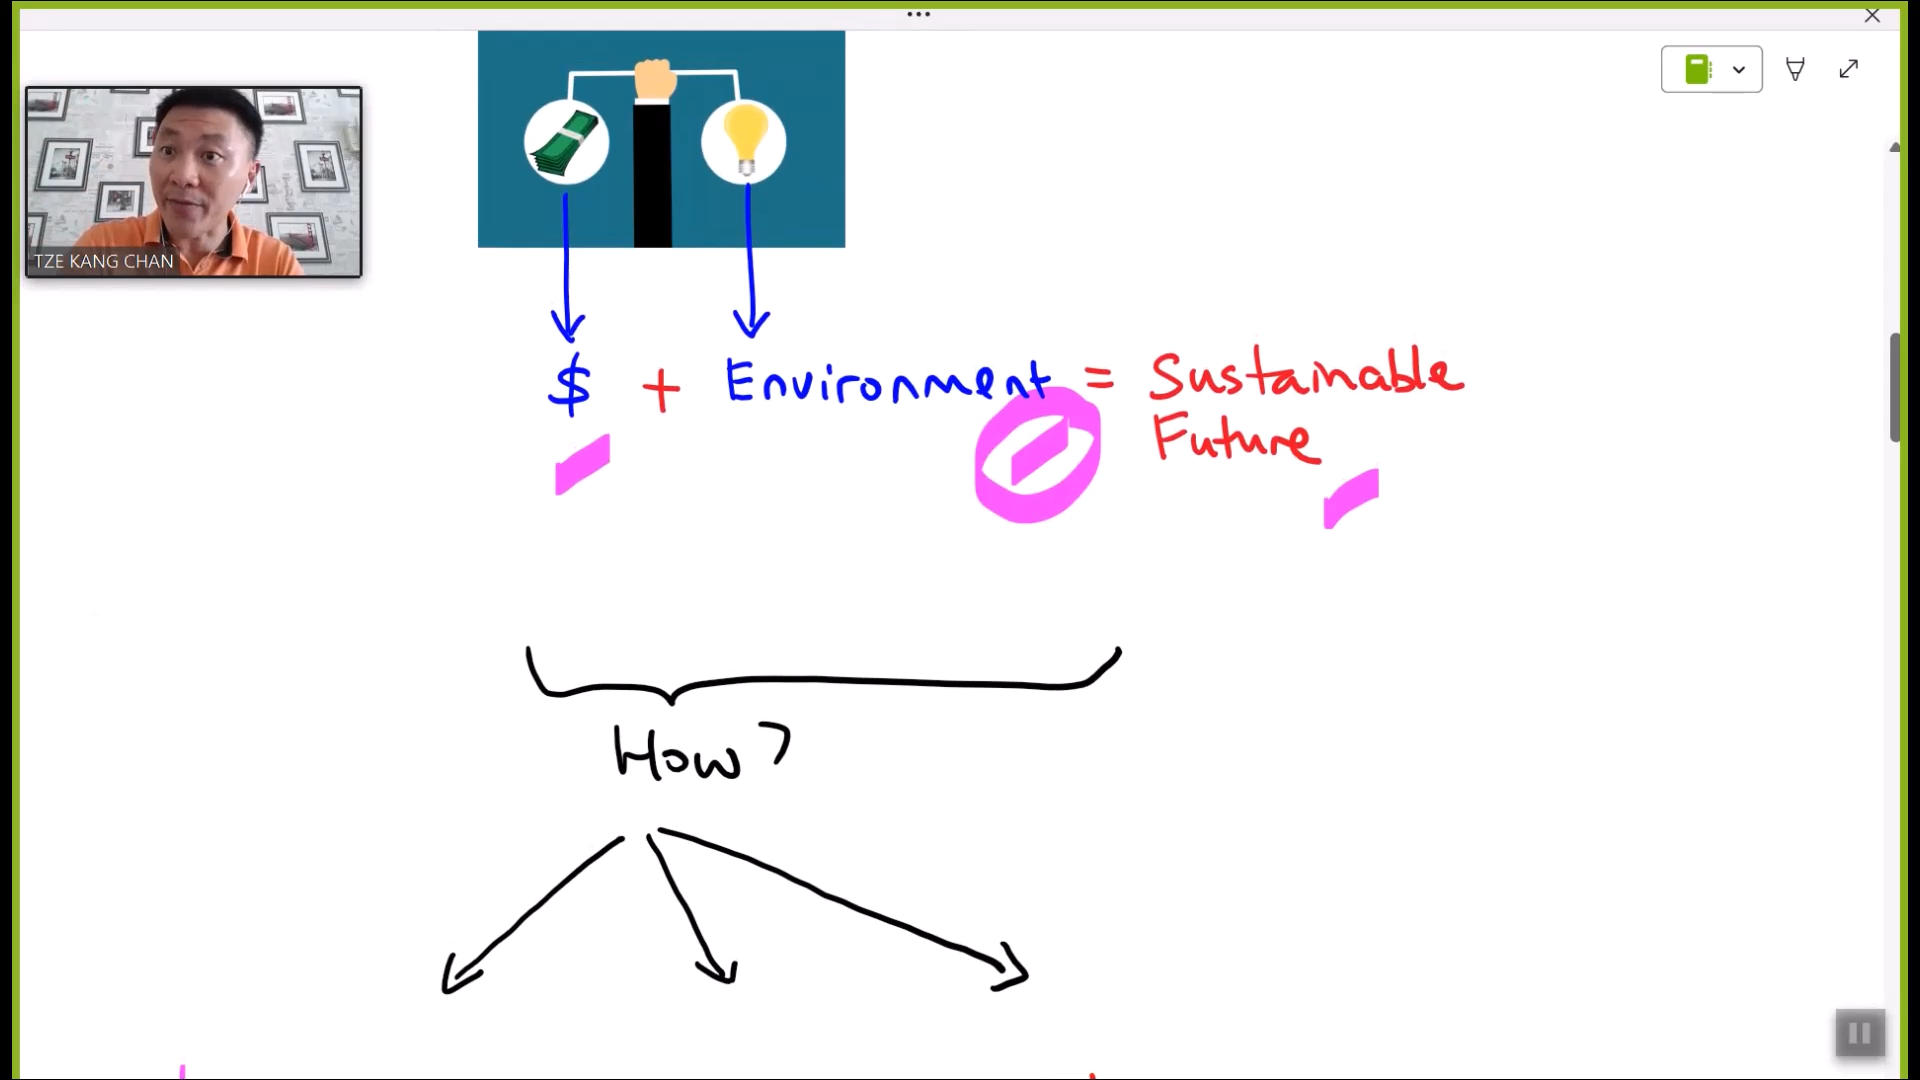 TZE KANG CHAN
$ + Environment = Sustainable
Future
How?